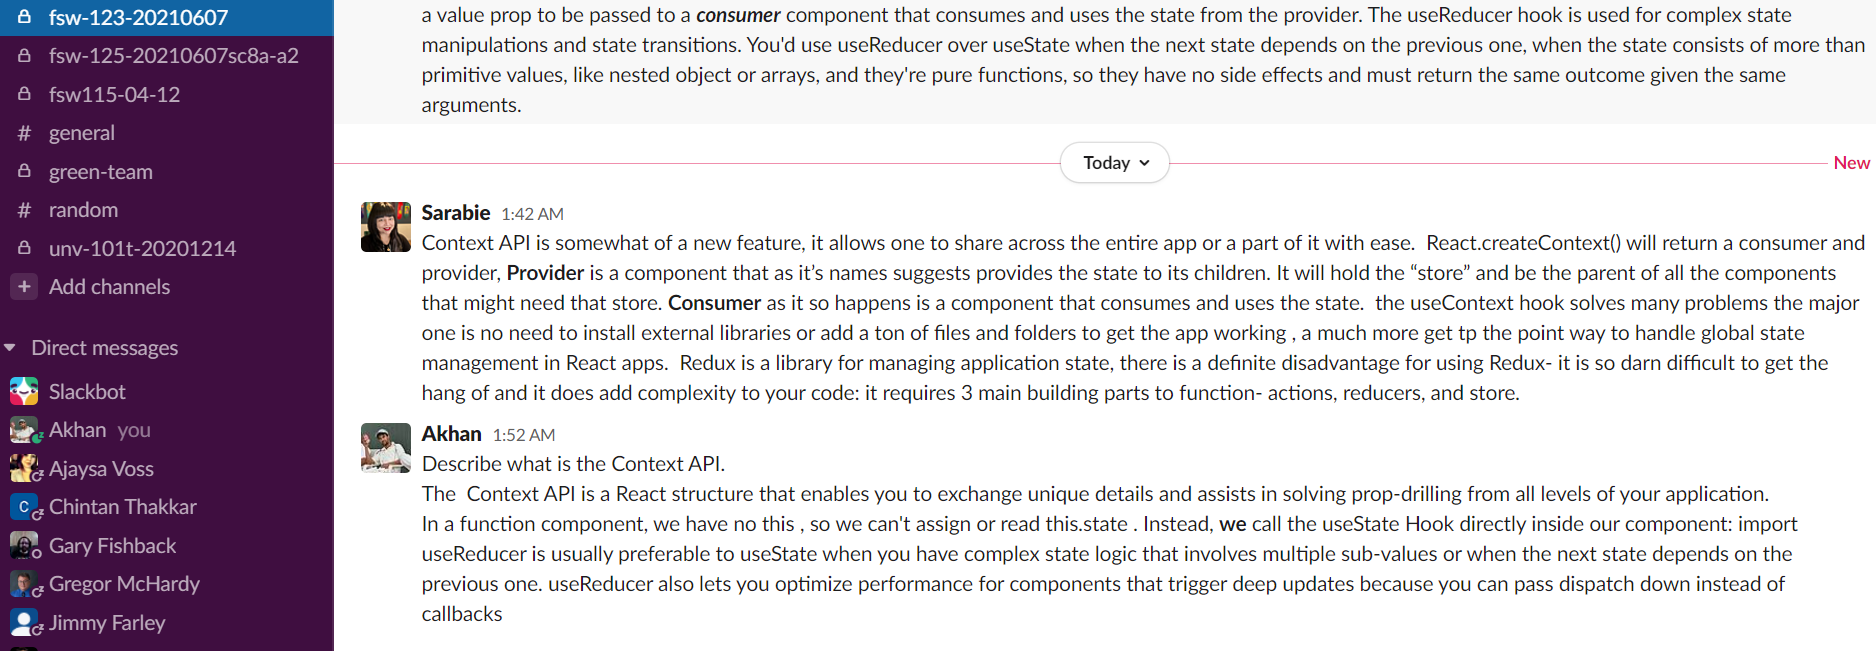 fsw-123-20210607
fsw-125-20210607sc8a-a2
fsw115-04-12
# general
green-team
# random
unv-101t-20201214
+ Add channels
Direct messages
Slackbot
Akhan you
Ajaysa Voss
C Chintan Thakkar
Gary Fishback
Gregor McHardy
Jimmy Farley
a value prop to be passed to a consumer component that consumes and uses the state from the provider. The useReducer hook is used for complex state
manipulations and state transitions. You'd use useReducer over useState when the next state depends on the previous one, when the state consists of more than
primitive values, like nested object or arrays, and they're pure functions, so they have no side effects and must return the same outcome given the same
arguments.
Today
New
Sarabie 1:42 AM
Context API is somewhat of a new feature, it allows one to share across the entire app or a part of it with ease. React.createContext() will return a consumer and
provider, Provider is a component that as it’s names suggests provides the state to its children. It will hold the “store” and be the parent of all the components
that might need that store. Consumer as it so happens is a component that consumes and uses the state. the useContext hook solves many problems the major
one is no need to install external libraries or add a ton of files and folders to get the app working , a much more get tp the point way to handle global state
management in React apps. Redux is a library for managing application state, there is a definite disadvantage for using Redux- it is so darn difficult to get the
hang of and it does add complexity to your code: it requires 3 main building parts to function- actions, reducers, and store.
Akhan 1:52 AM
Describe what is the Context API.
The Context API is a React structure that enables you to exchange unique details and assists in solving prop-drilling from all levels of your application.
In a function component, we have no this , so we can't assign or read this.state . Instead, we call the useState Hook directly inside our component: import
useReducer is usually preferable to useState when you have complex state logic that involves multiple sub-values or when the next state depends on the
previous one. useReducer also lets you optimize performance for components that trigger deep updates because you can pass dispatch down instead of
callbacks